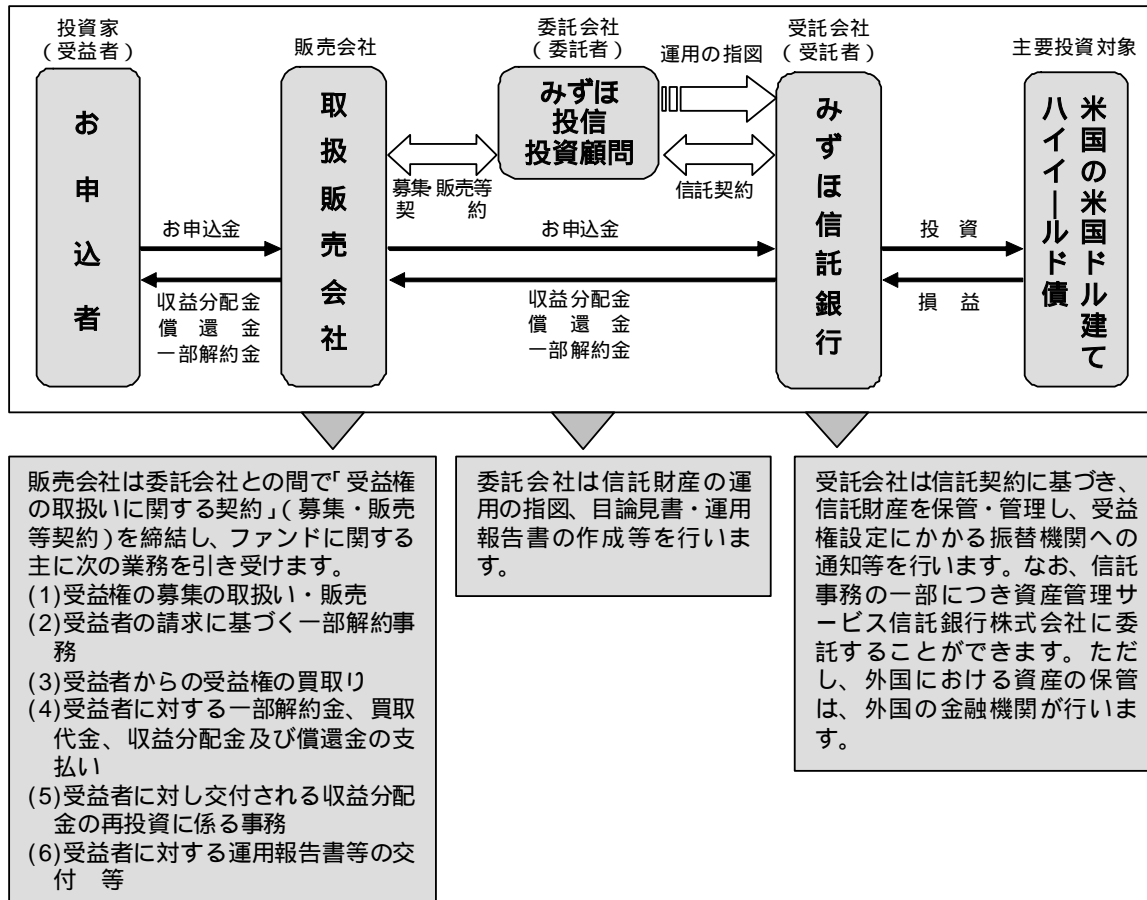 投資家
(受益者)
お申込者
販売会社
取扱販売会社
委託会社
(委託者)
みずほ
投信
投資顧問
運用の指図
受託会社
(受託者)
みずほ信託銀行
主要投資対象
米国の米国ドル建て
ハイイールド債
募集・販売等
契　　約
信託契約
お申込金
収益分配金
償　還　金
一部解約金
お申込金
収益分配金
償　還　金
一部解約金
投　資
損　益
販売会社は委託会社との間で「受益権
の取扱いに関する契約」(募集・販売
等契約)を締結し、ファンドに関する
主に次の業務を引き受けます。
(1)受益権の募集の取扱い・販売
(2)受益者の請求に基づく一部解約事
務
(3)受益者からの受益権の買取り
(4)受益者に対する一部解約金、買取
代金、収益分配金及び償還金の支
払い
(5)受益者に対し交付される収益分配
金の再投資に係る事務
(6)受益者に対する運用報告書等の交
付　等
委託会社は信託財産の運
用の指図、目論見書・運用
報告書の作成等を行いま
す。
受託会社は信託契約に基づき、
信託財産を保管・管理し、受益
権設定にかかる振替機関への
通知等を行います。なお、信託
事務の一部につき資産管理サ
ービス信託銀行株式会社に委
託することができます。ただ
し、外国における資産の保管
は、外国の金融機関が行いま
す。